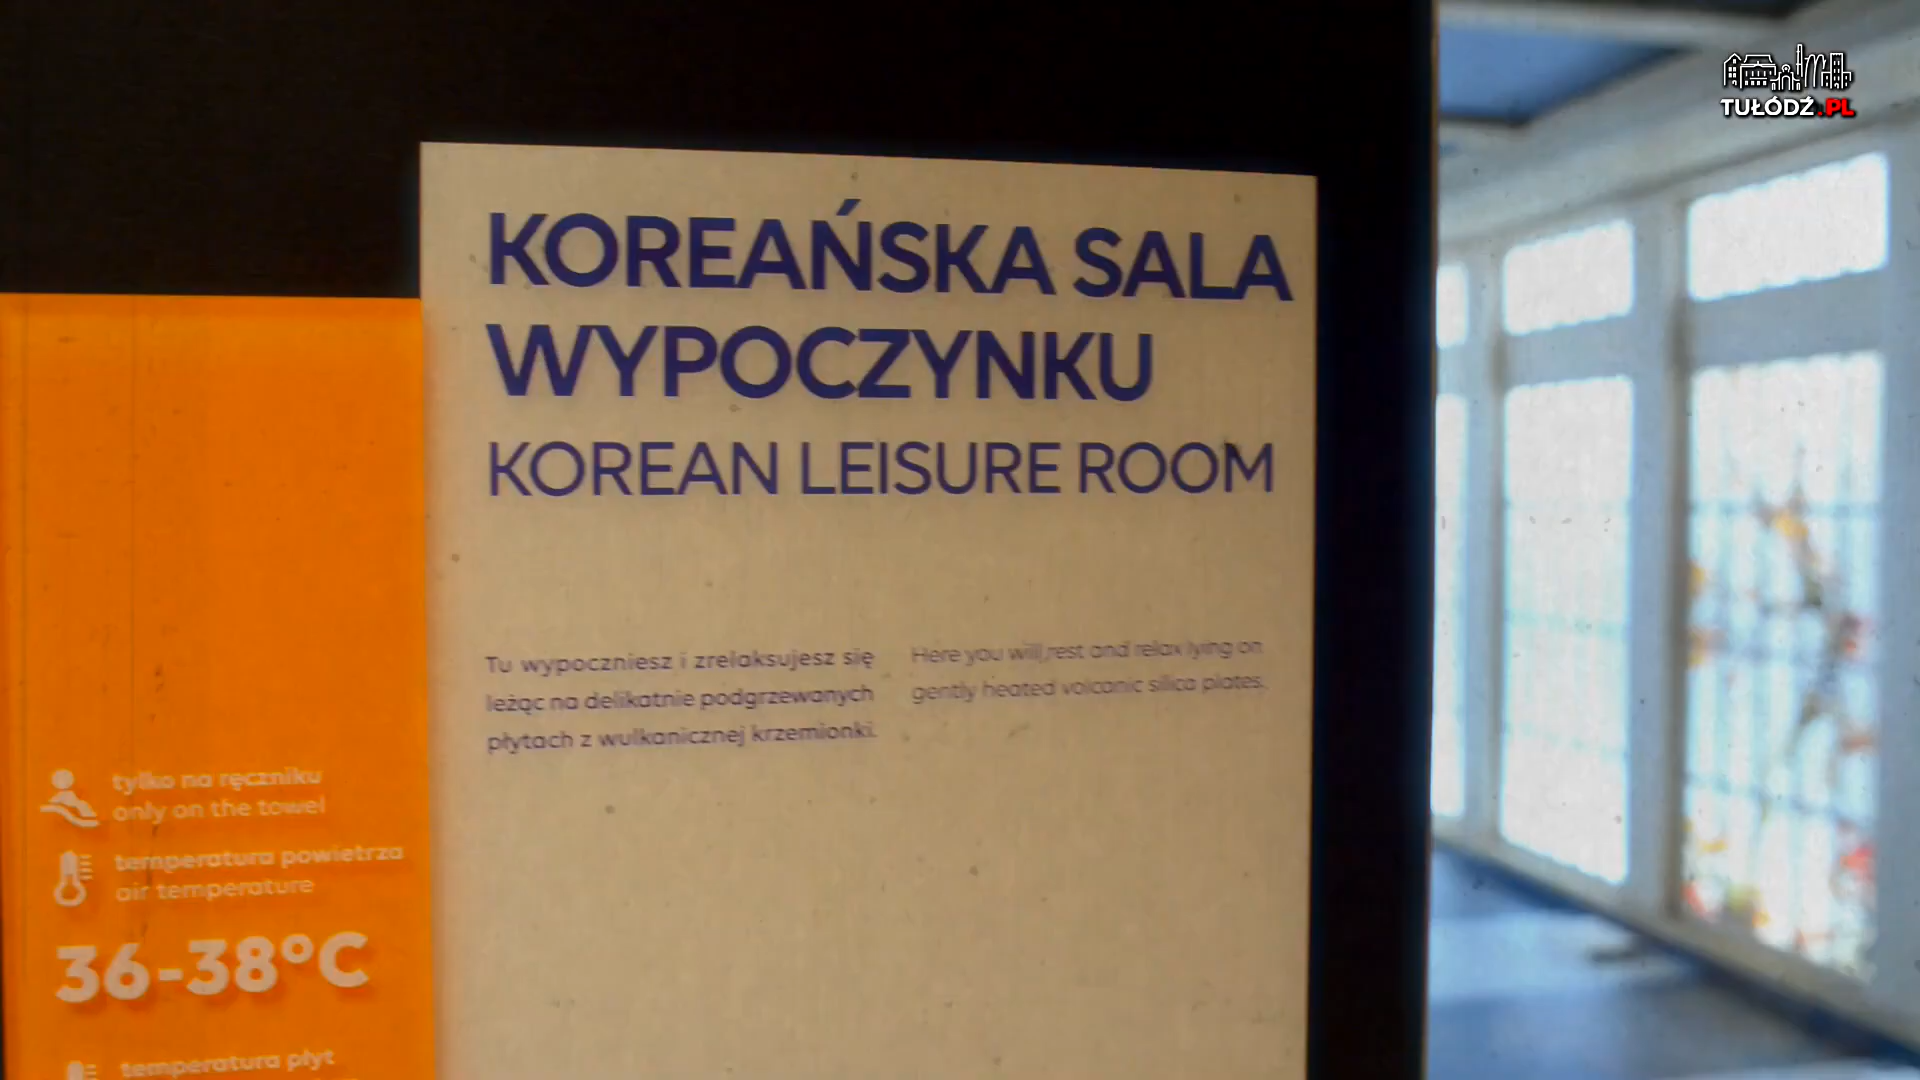 TUŁÓDŹ.PL
KOREAŃSKA SALA
WYPOCZYNKU
KOREAN LEISURE ROOM
Tu wypoczniesz i zrelaksujesz się
leżąc na delikatnie podgrzewanych
płytach z wulkanicznej krzemionki.
Here you will rest and relax lying on
gently heated volcanic silica plates.
tylko na ręczniku
only on the towel
temperatura powietrza
air temperature
36-38°C
temperatura płyt